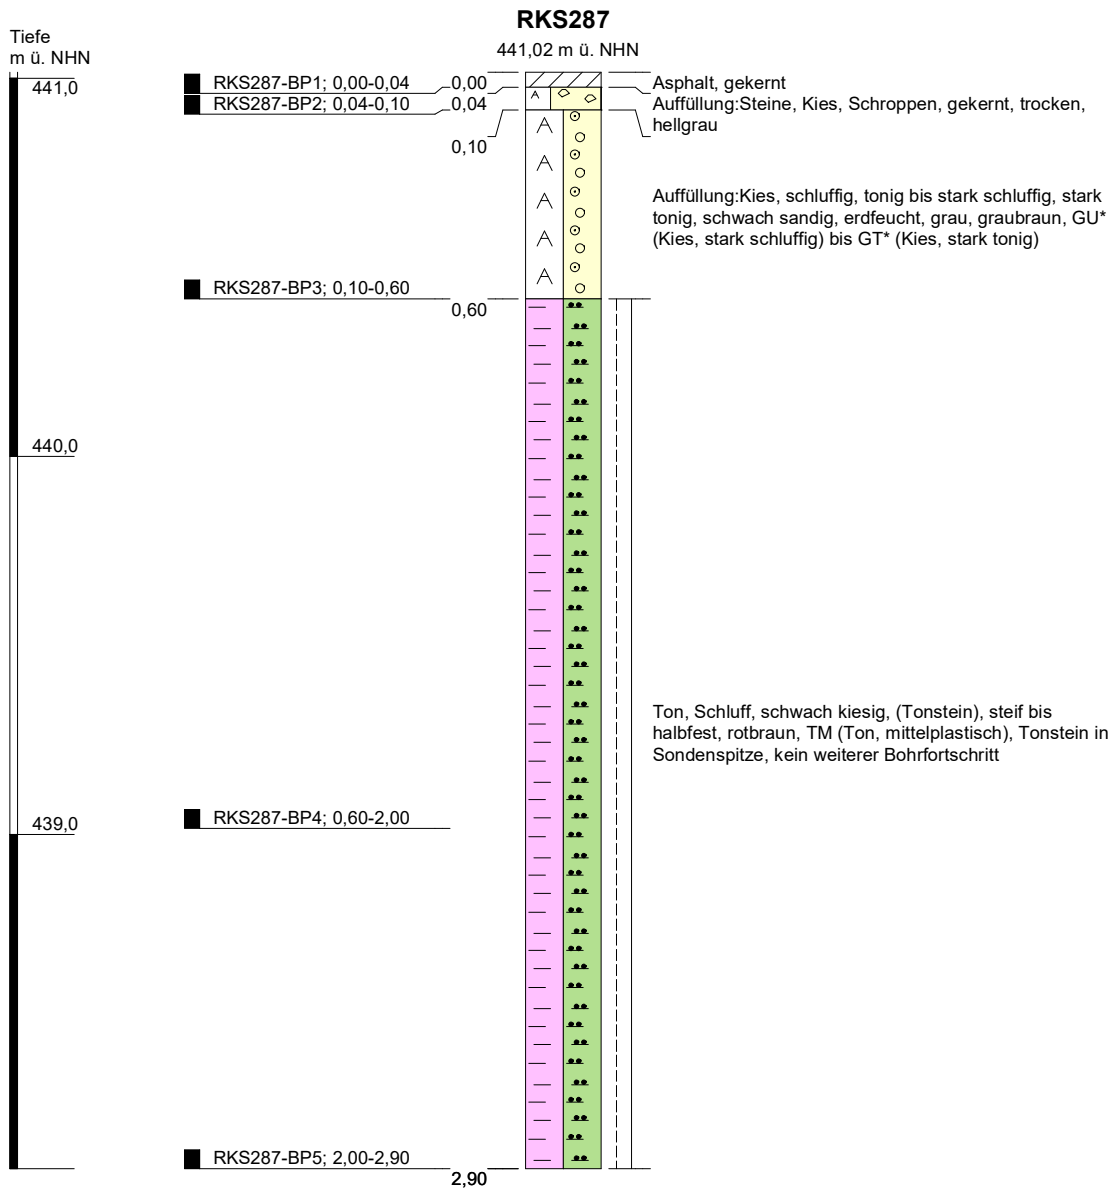 RKS287
441,02 m ü. NHN
Tiefe
m ü. NHN
441,0
RKS287-BP1; 0,00-0,04
0,00
Asphalt, gekernt
RKS287-BP2; 0,04-0,10
0,04
Auffüllung:Steine, Kies, Schroppen, gekernt, trocken,
hellgrau
0,10
Auffüllung:Kies, schluffig, tonig bis stark schluffig, stark
tonig, schwach sandig, erdfeucht, grau, graubraun, GU*
(Kies, stark schluffig) bis GT* (Kies, stark tonig)
RKS287-BP3; 0,10-0,60
0,60
440,0
Ton, Schluff, schwach kiesig, (Tonstein), steif bis
halbfest, rotbraun, TM (Ton, mittelplastisch), Tonstein in
Sondenspitze, kein weiterer Bohrfortschritt
439,0
RKS287-BP4; 0,60-2,00
RKS287-BP5; 2,00-2,90
2,90